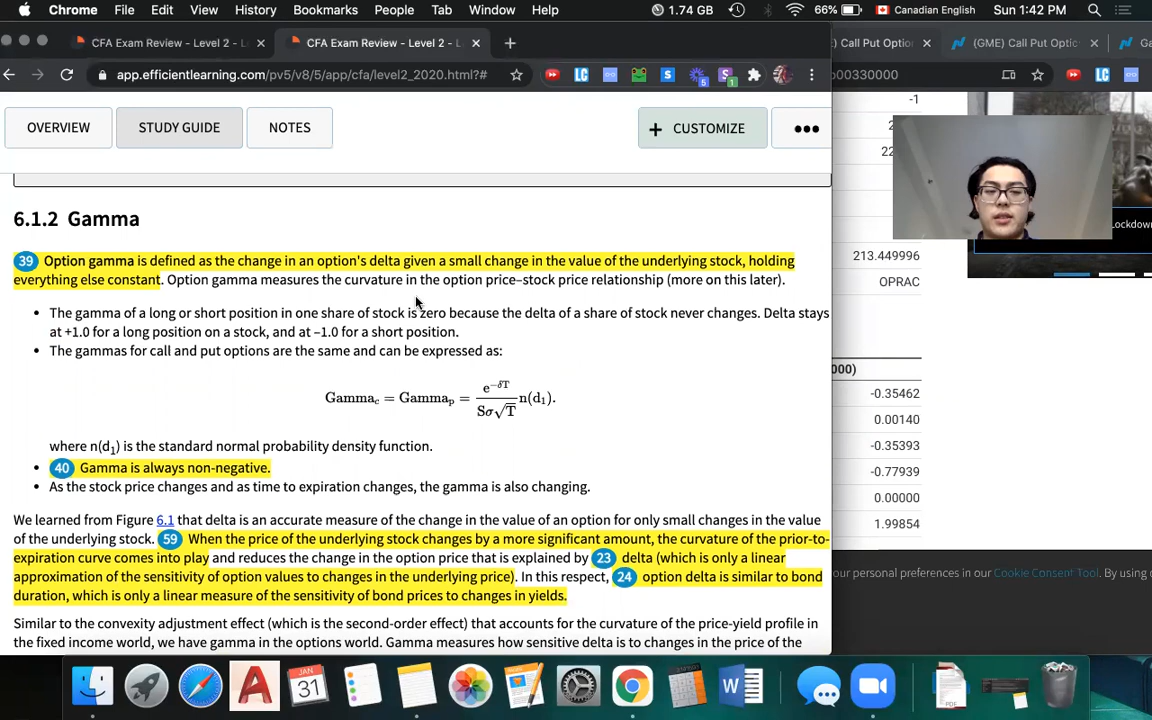 Chrome File Edit View History Bookmarks People Tab Window Help 1.74 GB 66% Canadian English Sun 1:42 PM
CFA Exam Review - Level 2 - L × CFA Exam Review - Level 2 - L × + ) Call Put Optio × (GME) Call Put Option × Ga
app.efficientlearning.com/pv5/v8/5/app/cfa/level2_2020.html?# LC S 5 S 1 b00330000 LC
OVERVIEW STUDY GUIDE NOTES + CUSTOMIZE •••
-1
2
22
Lockdow
213.449996
OPRAC
000)
-0.35462
0.00140
-0.35393
-0.77939
0.00000
1.99854
our personal preferences in our Cookie Consent Tool. By using o
6.1.2 Gamma
39 Option gamma is defined as the change in an option's delta given a small change in the value of the underlying stock, holding
everything else constant. Option gamma measures the curvature in the option price–stock price relationship (more on this later).
• The gamma of a long or short position in one share of stock is zero because the delta of a share of stock never changes. Delta stays
at +1.0 for a long position on a stock, and at –1.0 for a short position.
• The gammas for call and put options are the same and can be expressed as:
Gamma_c = Gamma_p = e^{−δT} / (Sσ√T) n(d₁).
where n(d₁) is the standard normal probability density function.
• 40 Gamma is always non-negative.
• As the stock price changes and as time to expiration changes, the gamma is also changing.
We learned from Figure 6.1 that delta is an accurate measure of the change in the value of an option for only small changes in the value
of the underlying stock. 59 When the price of the underlying stock changes by a more significant amount, the curvature of the prior-to-
expiration curve comes into play and reduces the change in the option price that is explained by 23 delta (which is only a linear
approximation of the sensitivity of option values to changes in the underlying price). In this respect, 24 option delta is similar to bond
duration, which is only a linear measure of the sensitivity of bond prices to changes in yields.
Similar to the convexity adjustment effect (which is the second-order effect) that accounts for the curvature of the price-yield profile in
the fixed income world, we have gamma in the options world. Gamma measures how sensitive delta is to changes in the price of the
JAN
31
PDF